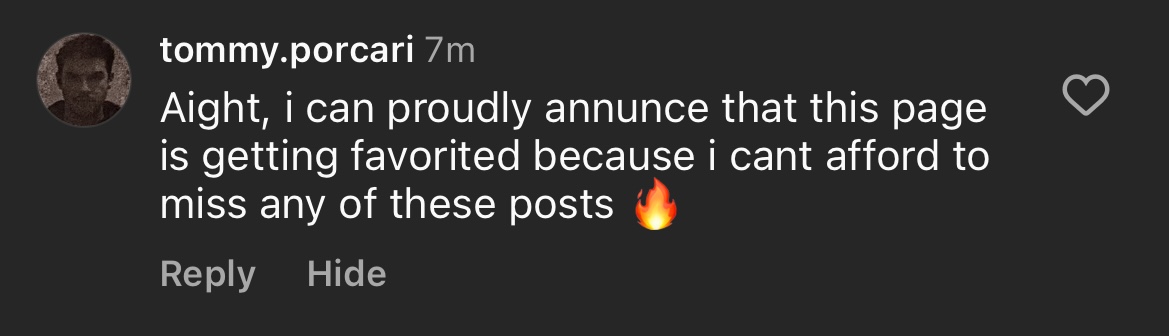 tommy.porcari 7m
Aight, i can proudly annunce that this page
is getting favorited because i cant afford to
miss any of these posts 🔥
Reply Hide